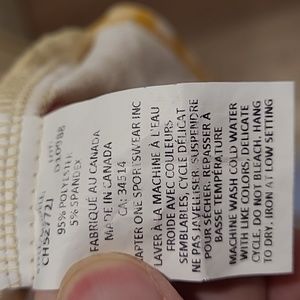 CHS27721
95% POLYESTER
5% SPANDEX
FABRIQUÉ AU CANADA
MADE IN CANADA
CA: 34514
APTER ONE SPORTSWEAR INC
LAVER À LA MACHINE À L'EAU
FROIDE AVEC COULEURS
SEMBLABLES, CYCLE DÉLICAT
NE PAS JAVELLISER, SUSPENDRE
POUR SÉCHER. REPASSER À
BASSE TEMPÉRATURE
MACHINE WASH COLD WATER
WITH LIKE COLORS, DELICATE
CYCLE, DO NOT BLEACH. HANG
TO DRY. IRON AT LOW SETTING